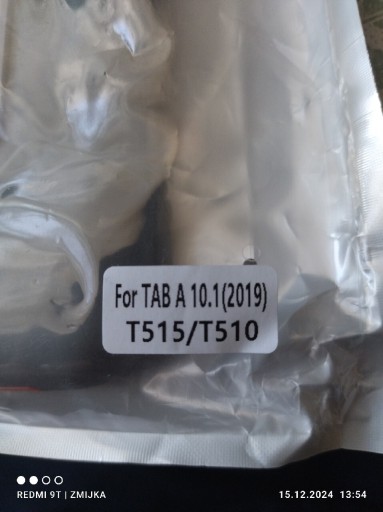 For TAB A 10.1(2019)
T515/T510
REDMI 9T | ZMIJKA
15.12.2024 13:54